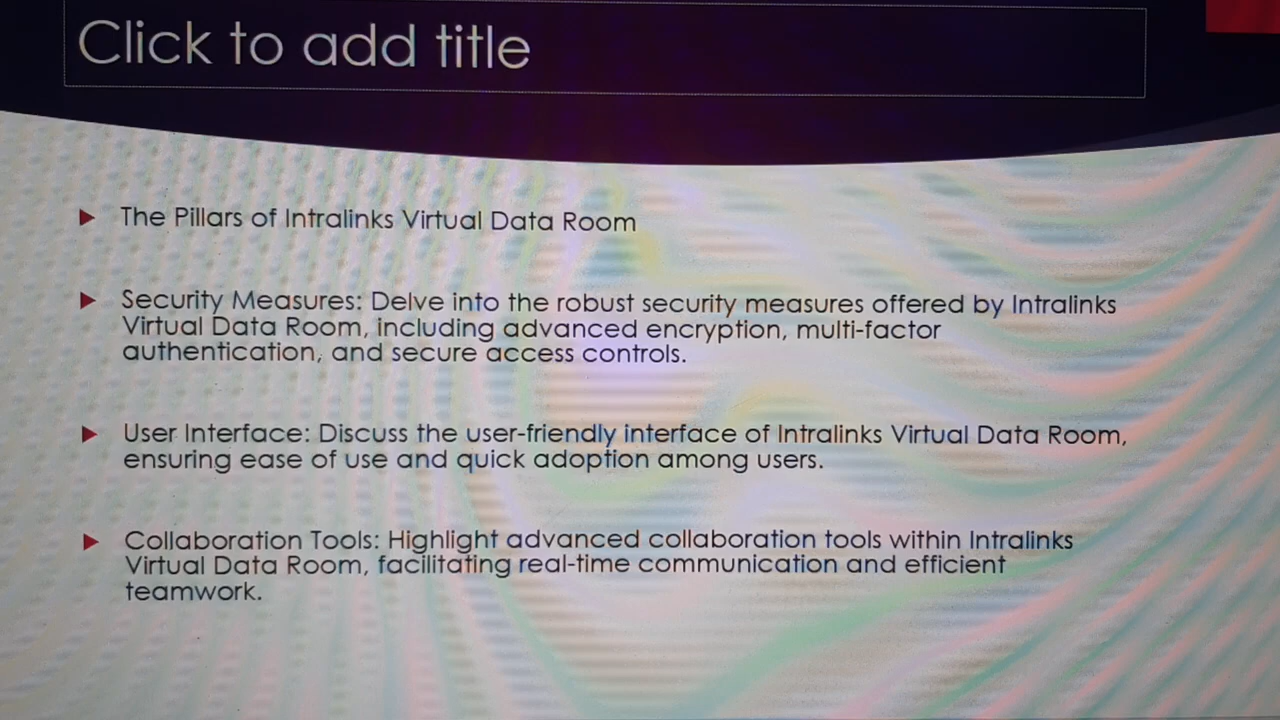 Click to add title
The Pillars of Intralinks Virtual Data Room
Security Measures: Delve into the robust security measures offered by Intralinks
Virtual Data Room, including advanced encryption, multi-factor
authentication, and secure access controls.
User Interface: Discuss the user-friendly interface of Intralinks Virtual Data Room,
ensuring ease of use and quick adoption among users.
Collaboration Tools: Highlight advanced collaboration tools within Intralinks
Virtual Data Room, facilitating real-time communication and efficient
teamwork.